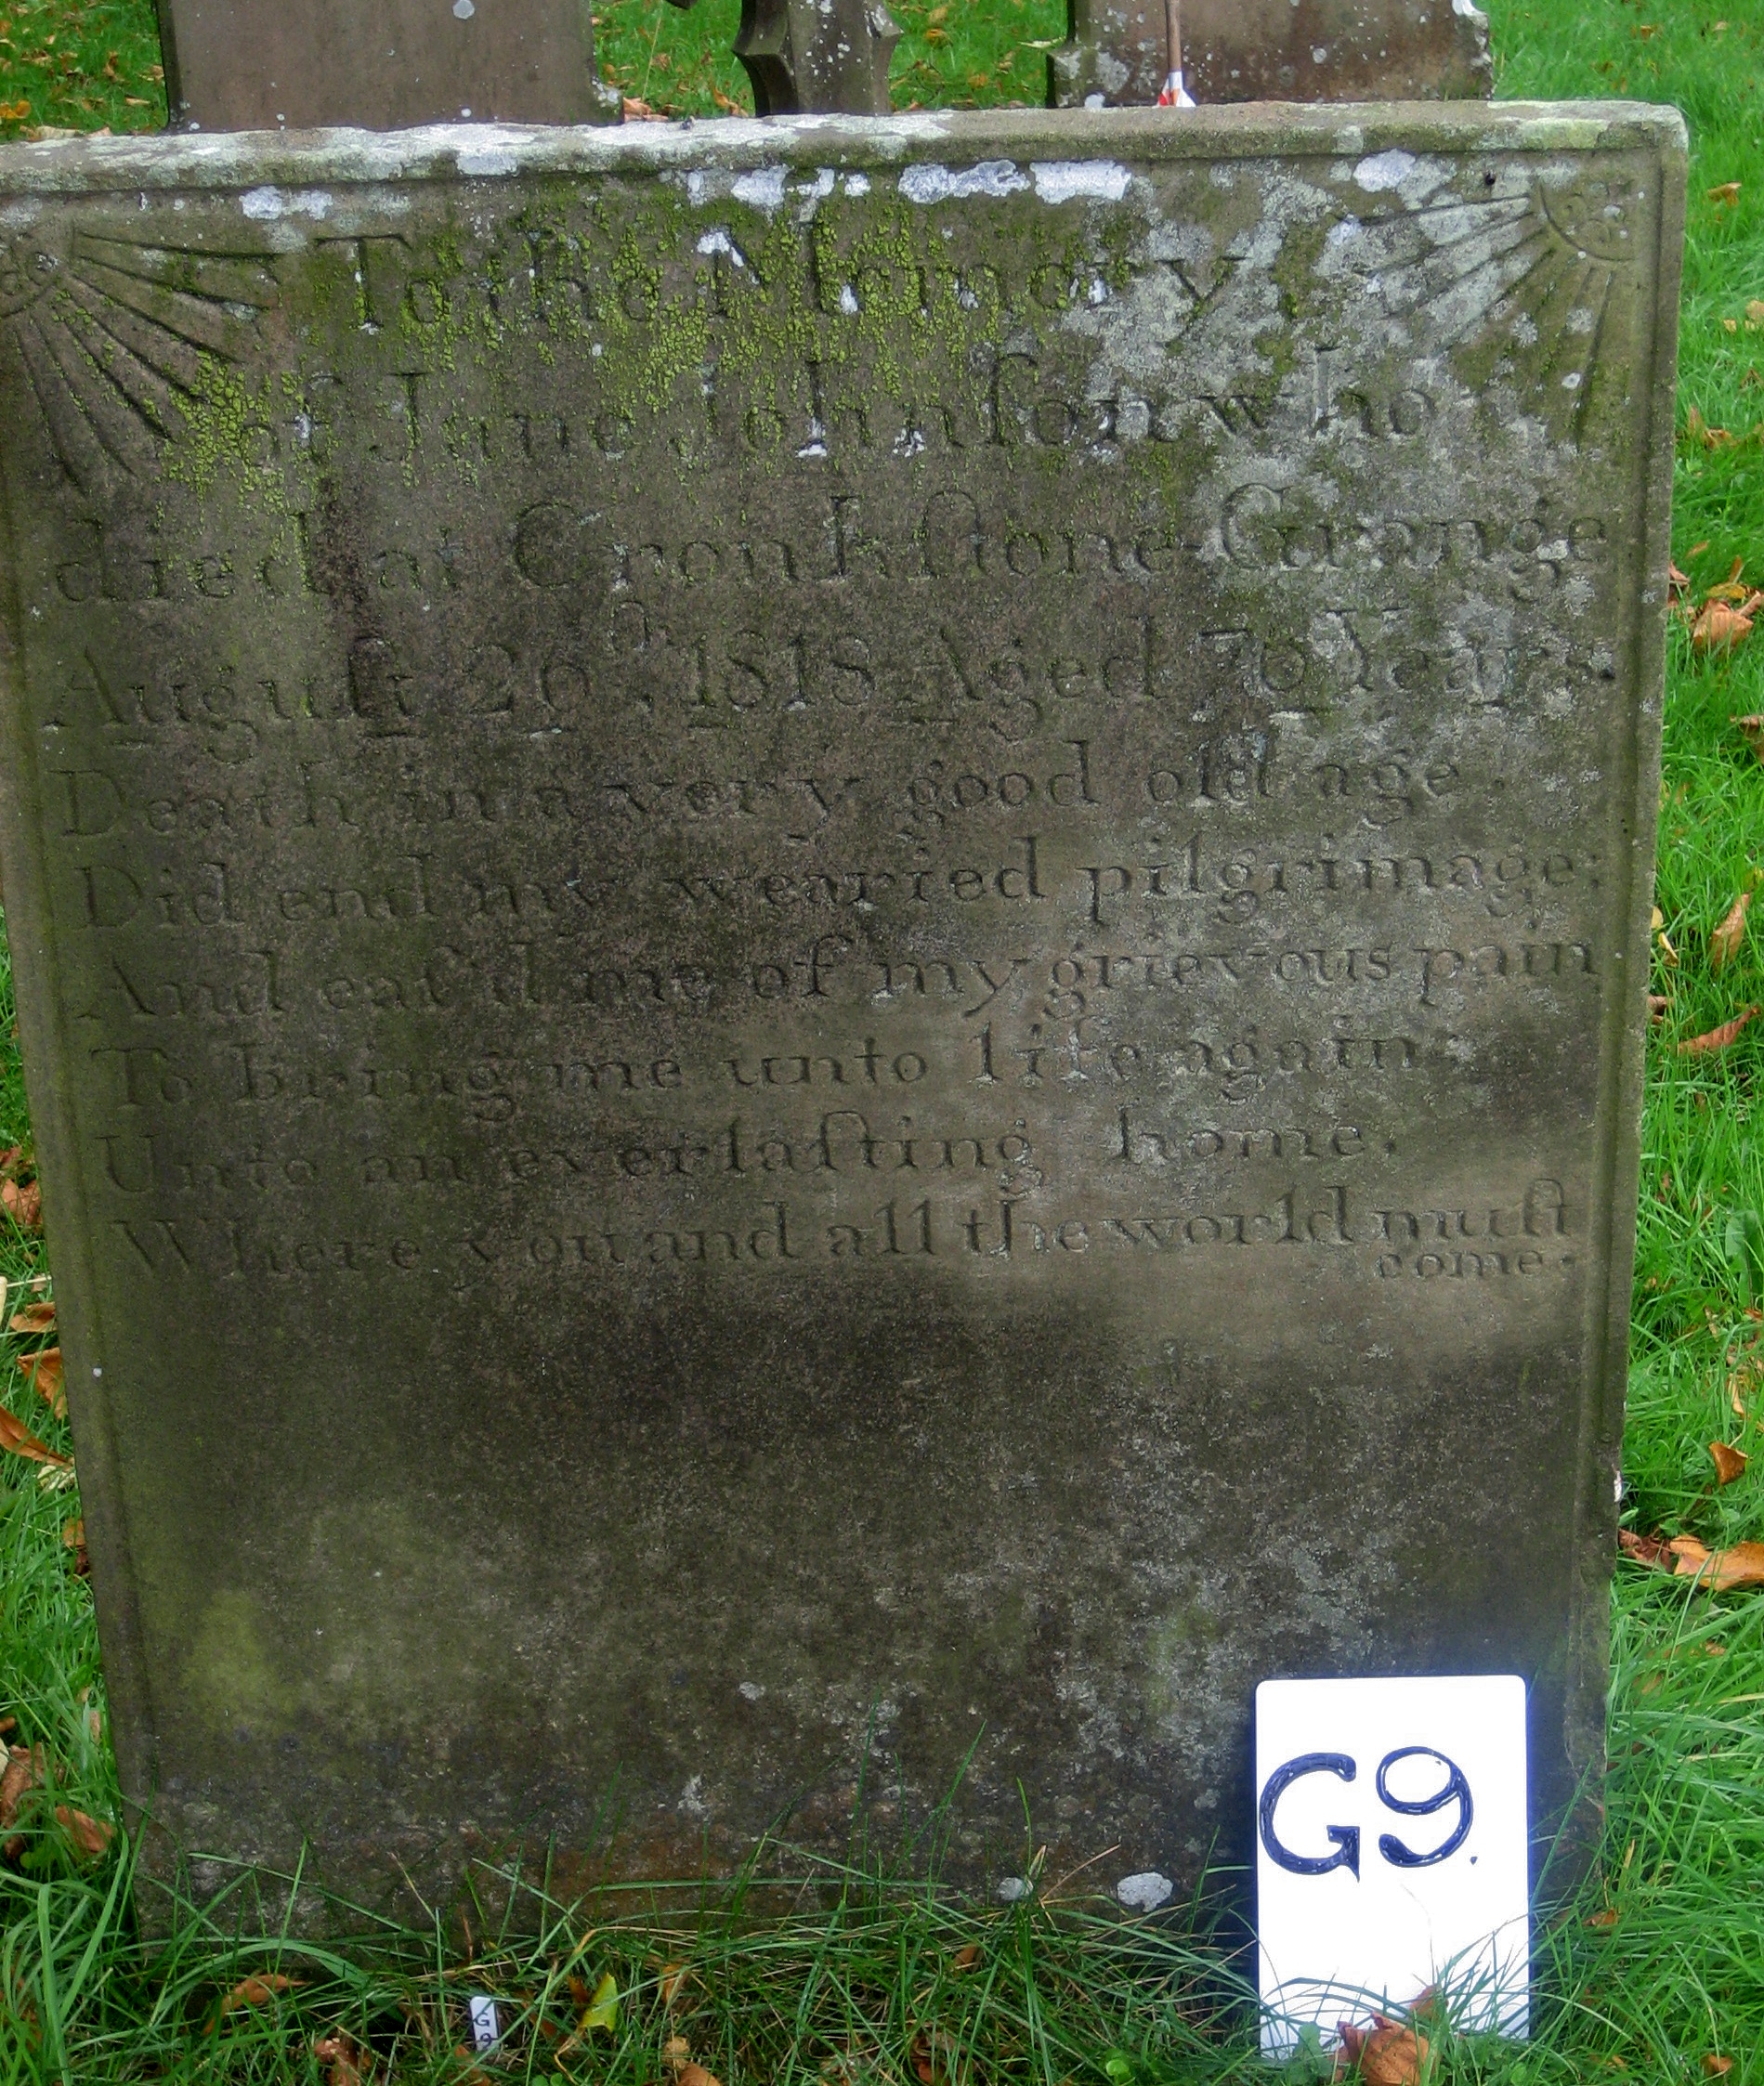 To the Memory
of Jane Johnſon who
died at Cronkſtone-Grange
Auguſt 26th. 1818 Aged 70 Years
Death in a very good old age.
Did end my wearied pilgrimage;
And eaſ'd me of my grievous pain
To bring me unto life again.
Unto an everlaſting home,
Where you and all the world muſt
come.
G9.
G9